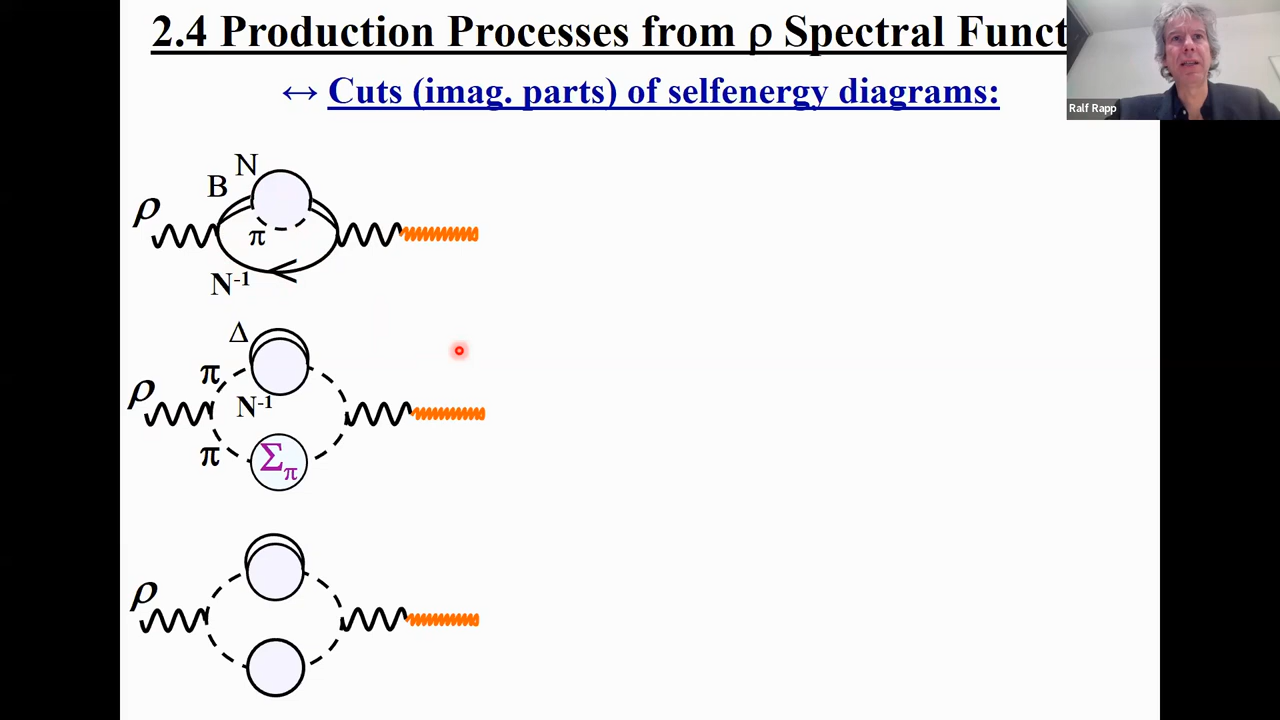 2.4 Production Processes from ρ Spectral Funct
↔ Cuts (imag. parts) of selfenergy diagrams:
Ralf Rapp
N
B
ρ
π
N⁻¹
Δ
π
ρ
N⁻¹
π
Σπ
ρ